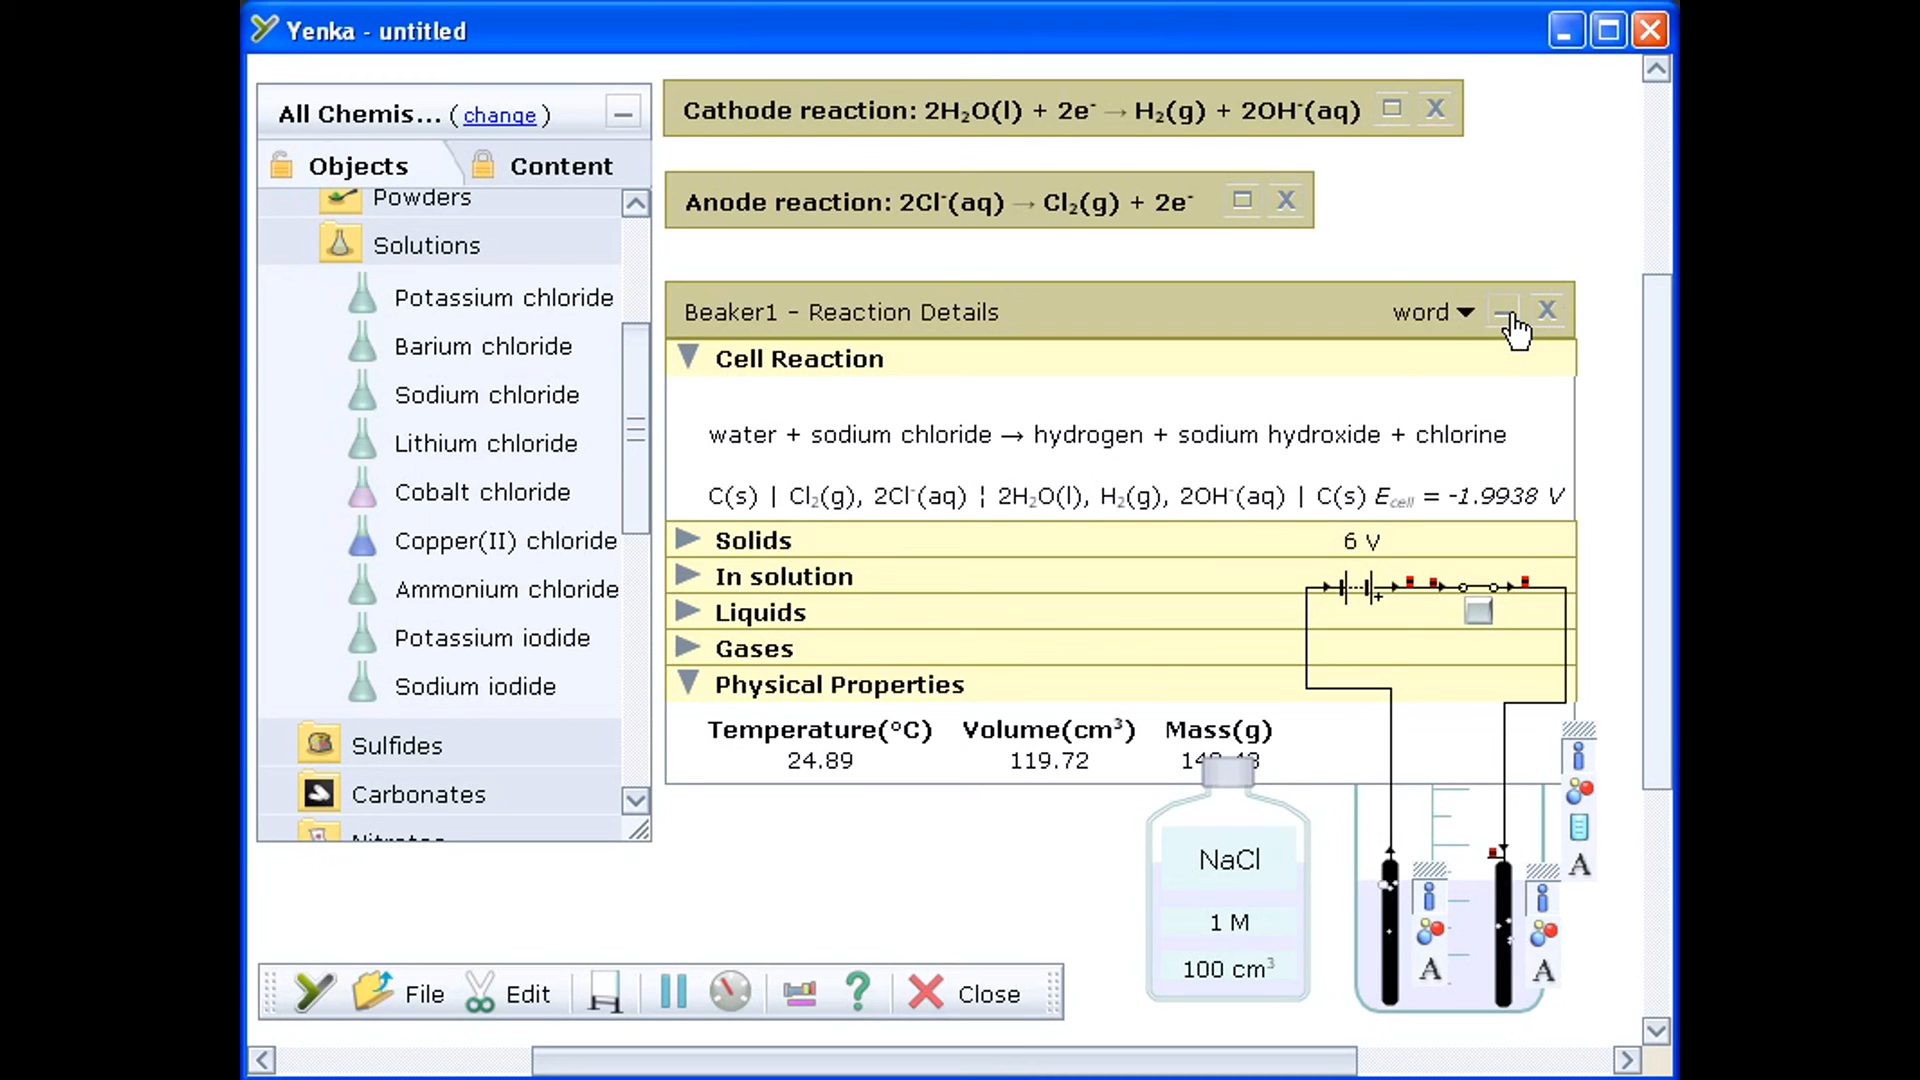 Yenka - untitled
All Chemis... (change)
Objects
Content
Powders
Solutions
Potassium chloride
Barium chloride
Sodium chloride
Lithium chloride
Cobalt chloride
Copper(II) chloride
Ammonium chloride
Potassium iodide
Sodium iodide
Sulfides
Carbonates
Cathode reaction: 2H₂O(l) + 2e⁻ → H₂(g) + 2OH⁻(aq)
Anode reaction: 2Cl⁻(aq) → Cl₂(g) + 2e⁻
Beaker1 - Reaction Details
word
Cell Reaction
water + sodium chloride → hydrogen + sodium hydroxide + chlorine
C(s) | Cl₂(g), 2Cl⁻(aq) ¦ 2H₂O(l), H₂(g), 2OH⁻(aq) | C(s) E_cell = -1.9938 V
Solids
6 V
In solution
Liquids
Gases
Physical Properties
Temperature(°C) Volume(cm³) Mass(g)
24.89 119.72
NaCl
1 M
100 cm³
A
A
A
File
Edit
Close